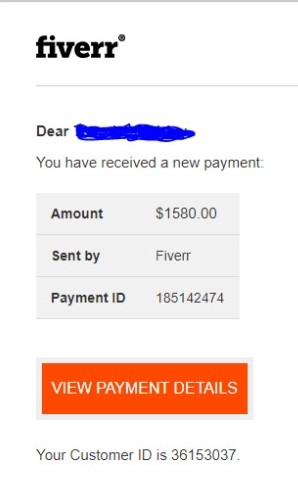 fiverr®
Dear
You have received a new payment:
Amount $1580.00
Sent by Fiverr
Payment ID 185142474
VIEW PAYMENT DETAILS
Your Customer ID is 36153037.